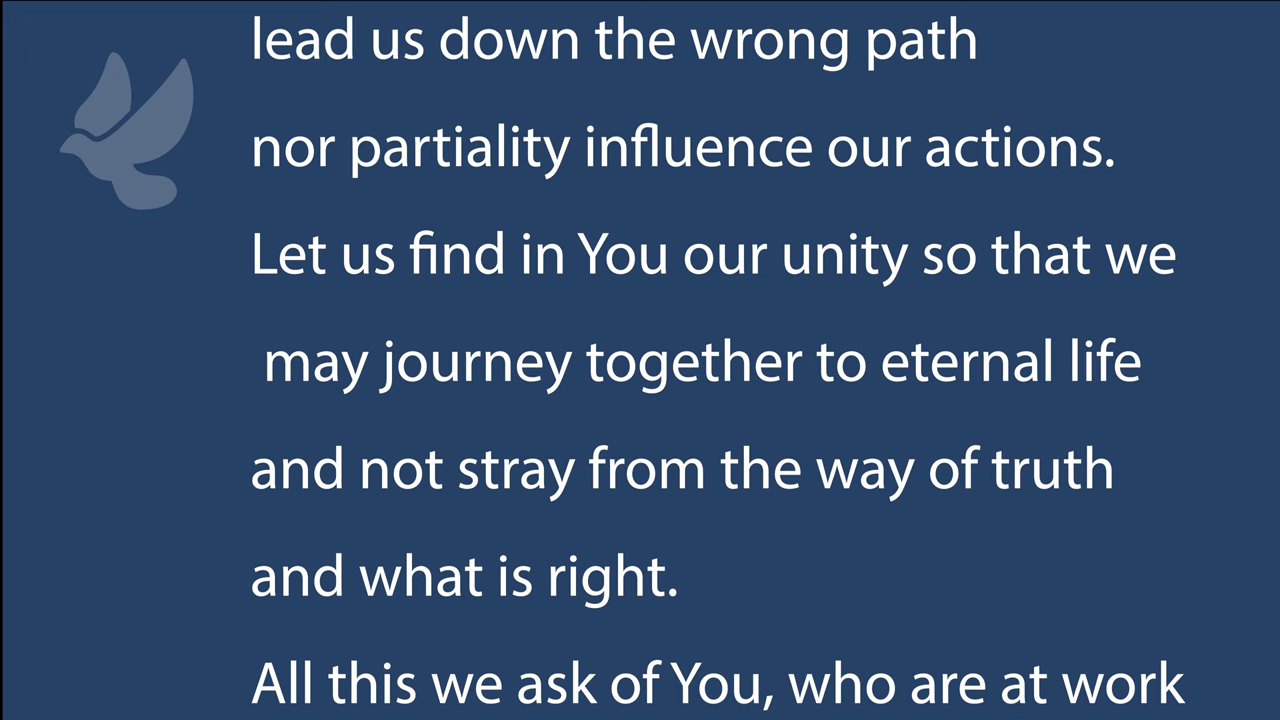 lead us down the wrong path
nor partiality influence our actions.
Let us find in You our unity so that we
may journey together to eternal life
and not stray from the way of truth
and what is right.
All this we ask of You, who are at work